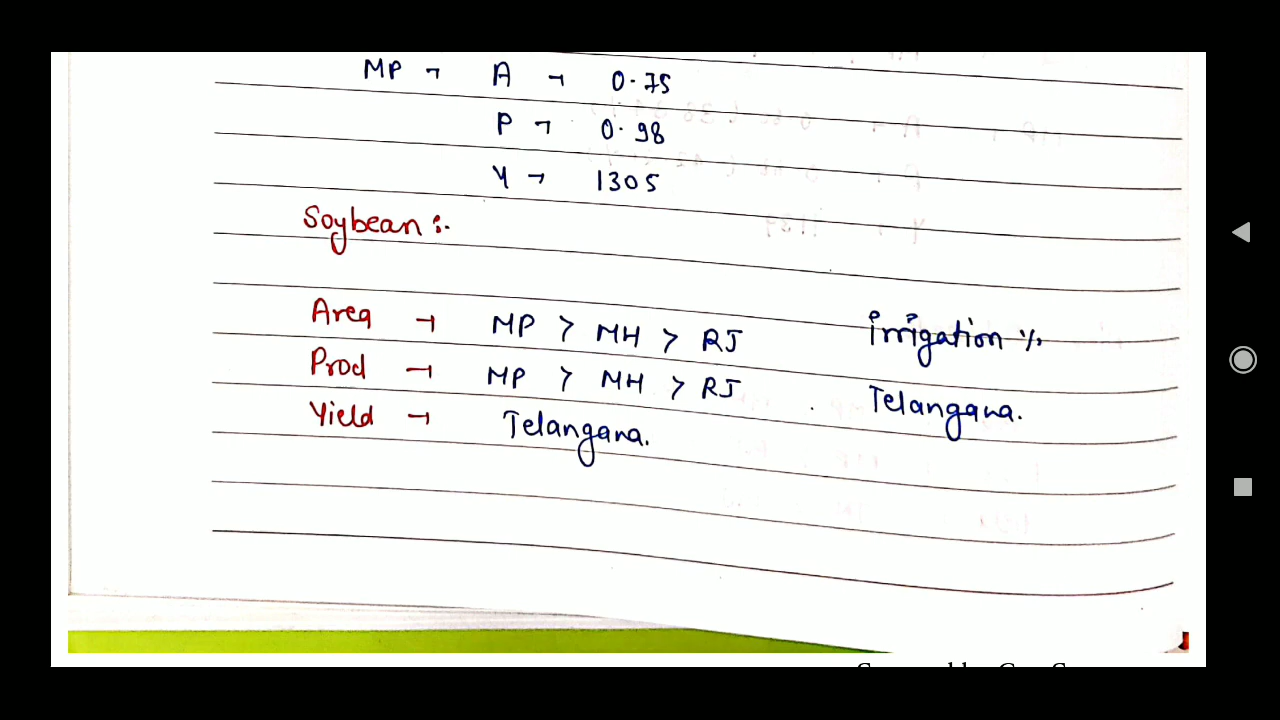 MP → A → 0.75
P → 0.98
Y → 1305
Soybean :-
Area → MP > MH > RJ Irrigation %
Prod → MP > MH > RJ Telangana.
Yield → Telangana.